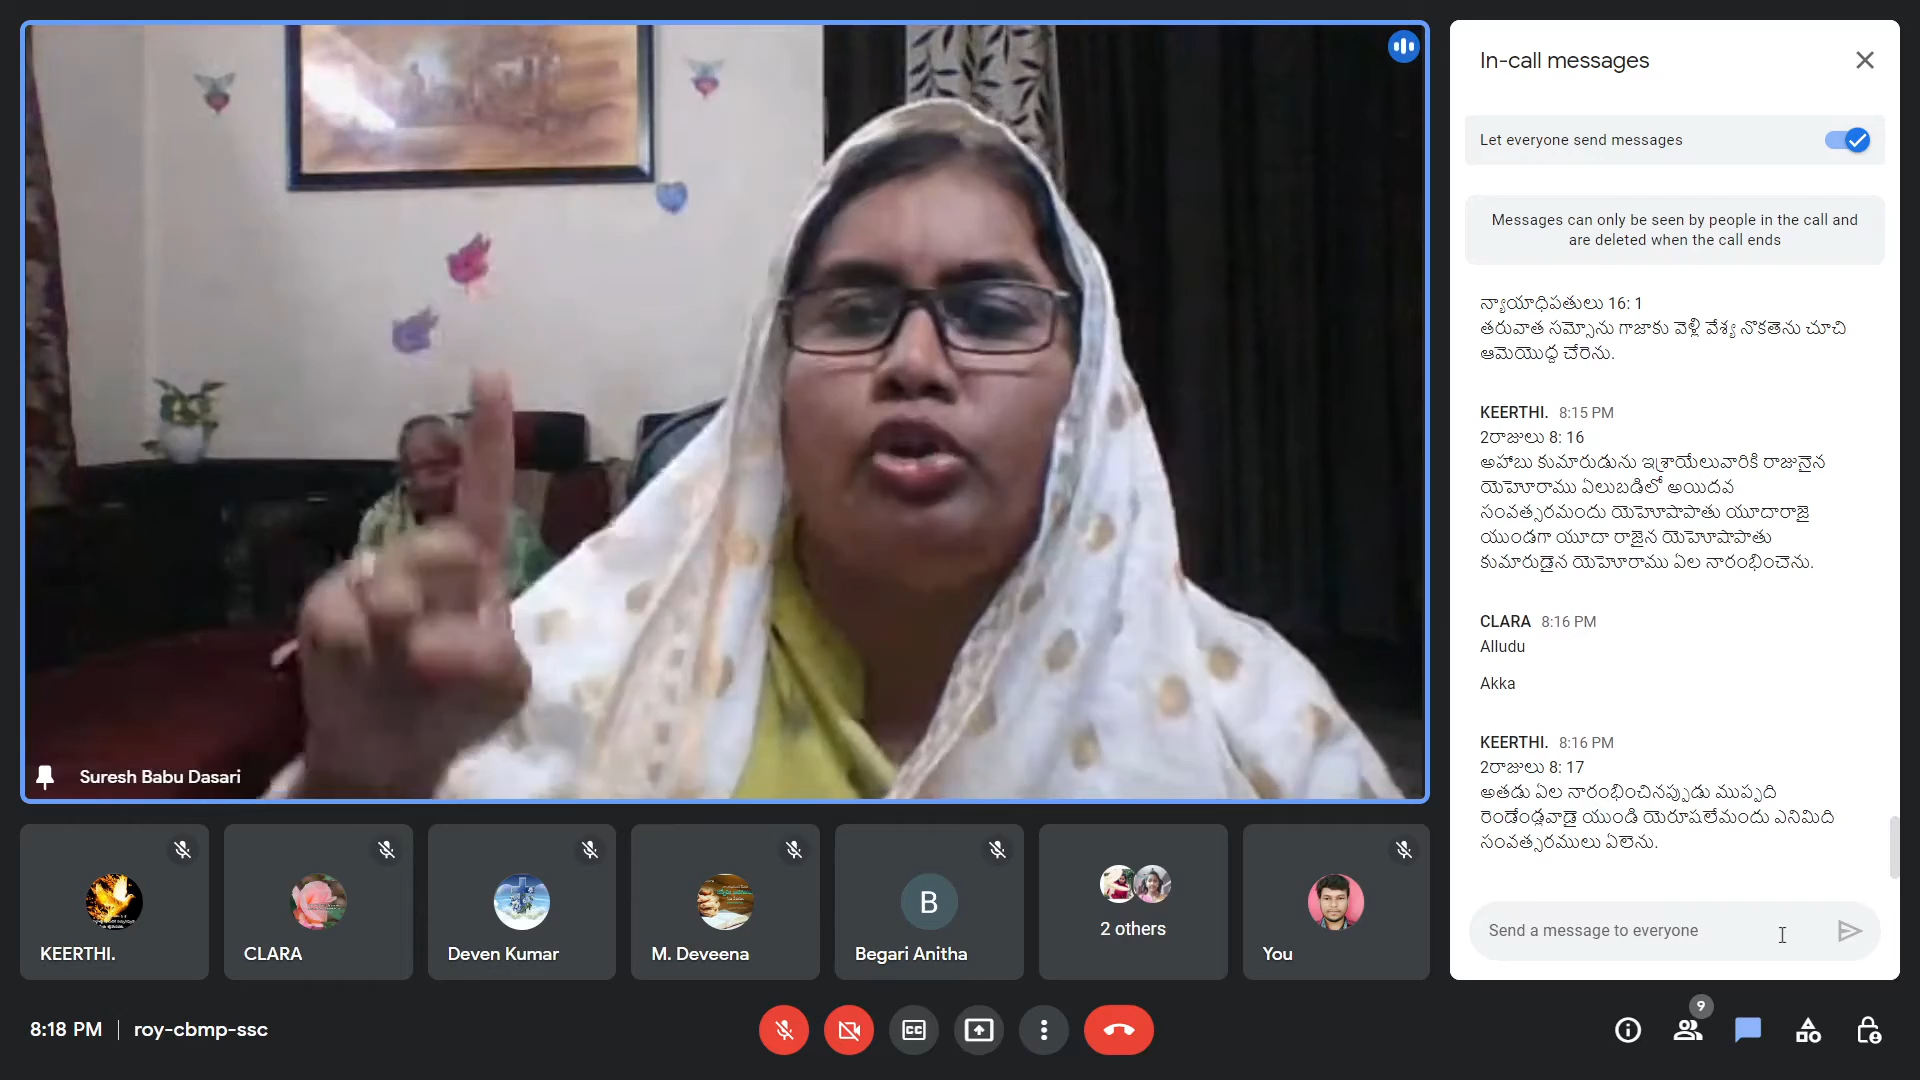 In-call messages
Let everyone send messages
Messages can only be seen by people in the call and
are deleted when the call ends
న్యాయాధిపతులు 16: 1
తరువాత సమ్సోను గాజాకు వెళ్లి వేశ్య నొకతెను చూచి
ఆమెయొద్ద చేరెను.
KEERTHI. 8:15 PM
2రాజులు 8: 16
అహాబు కుమారుడును ఇశ్రాయేలువారికి రాజునైన
యెహోరాము ఏలుబడిలో అయిదవ
సంవత్సరమందు యెహోషాపాతు యూదారాజై
యుండగా యూదా రాజైన యెహోషాపాతు
కుమారుడైన యెహోరాము ఏల నారంభించెను.
CLARA 8:16 PM
Alludu
Akka
KEERTHI. 8:16 PM
2రాజులు 8: 17
అతడు ఏల నారంభించినప్పుడు ముప్పది
రెండేండ్లవాడై యుండి యెరూషలేమందు ఎనిమిది
సంవత్సరములు ఏలెను.
Send a message to everyone
Suresh Babu Dasari
KEERTHI.
CLARA
Deven Kumar
M. Deveena
B
Begari Anitha
2 others
You
8:18 PM | roy-cbmp-ssc
CC
9